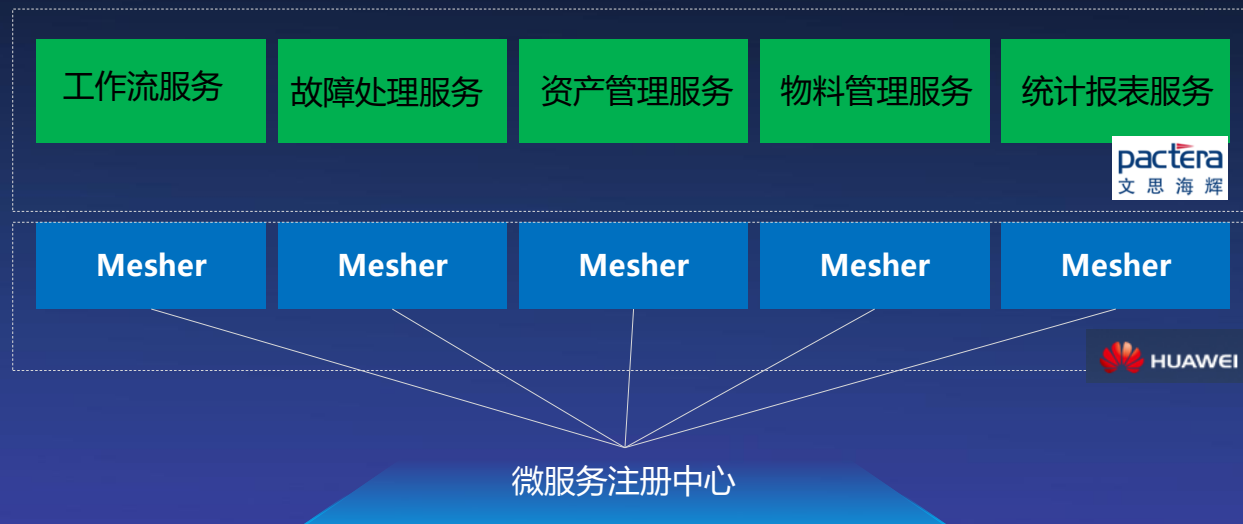 工作流服务
故障处理服务
资产管理服务
物料管理服务
统计报表服务
pactera
文思海辉
Mesher
Mesher
Mesher
Mesher
Mesher
HUAWEI
微服务注册中心